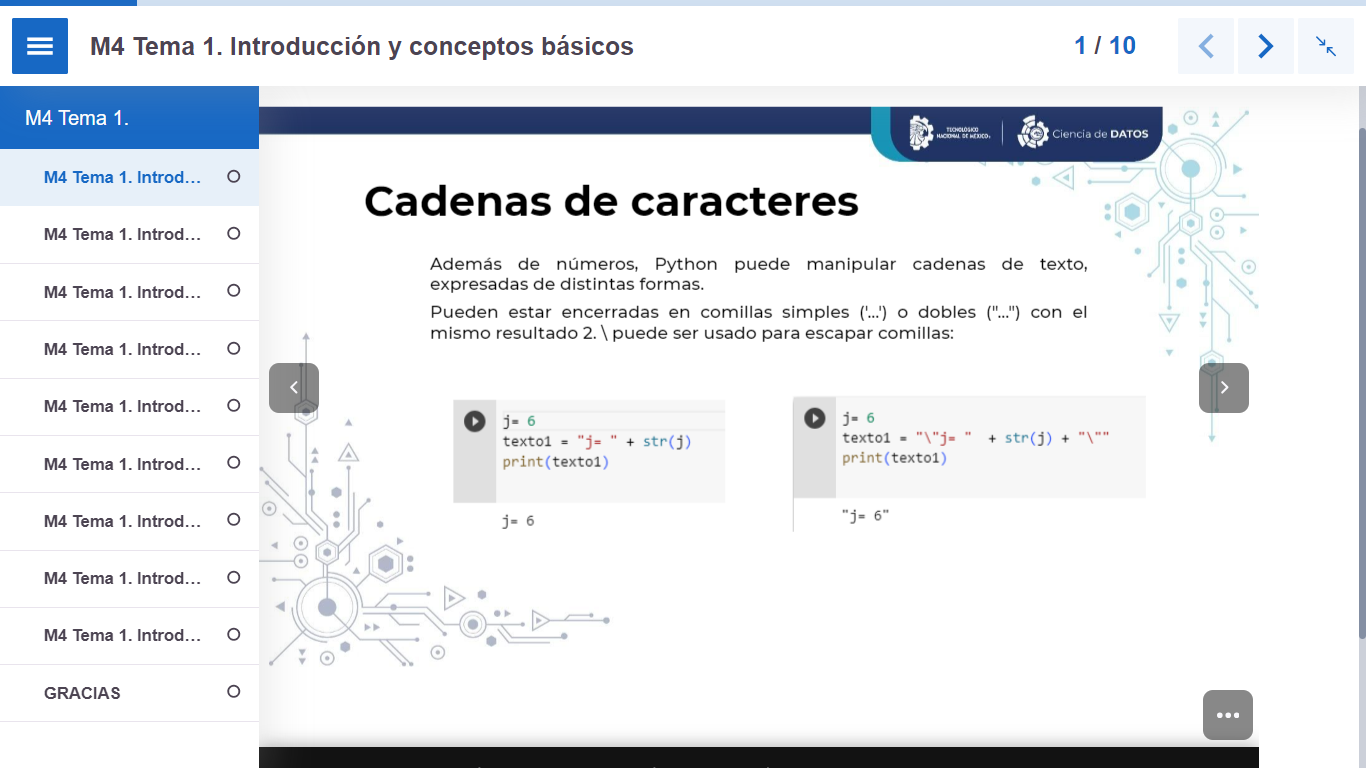 M4 Tema 1. Introducción y conceptos básicos
1 / 10
M4 Tema 1.
M4 Tema 1. Introd...
M4 Tema 1. Introd...
M4 Tema 1. Introd...
M4 Tema 1. Introd...
M4 Tema 1. Introd...
M4 Tema 1. Introd...
M4 Tema 1. Introd...
M4 Tema 1. Introd...
M4 Tema 1. Introd...
GRACIAS
TECNOLÓGICO
NACIONAL DE MÉXICO
Ciencia de DATOS
Cadenas de caracteres
Además de números, Python puede manipular cadenas de texto,
expresadas de distintas formas.
Pueden estar encerradas en comillas simples ('...') o dobles ("...") con el
mismo resultado 2. \ puede ser usado para escapar comillas:
j= 6
texto1 = "j= " + str(j)
print(texto1)
j= 6
j= 6
texto1 = "\"j= "  + str(j) + "\""
print(texto1)
"j= 6"